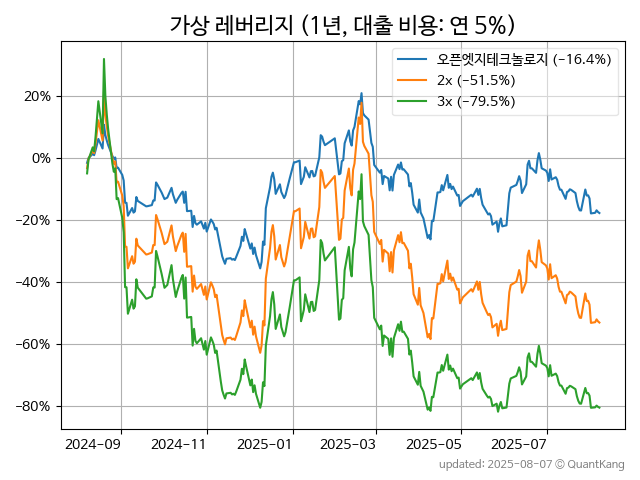 가상 레버리지 (1년, 대출 비용: 연 5%)
오픈엣지테크놀로지 (-16.4%)
2x (-51.5%)
3x (-79.5%)
20%
0%
-20%
-40%
-60%
-80%
2024-09
2024-11
2025-01
2025-03
2025-05
2025-07
updated: 2025-08-07 © QuantKang